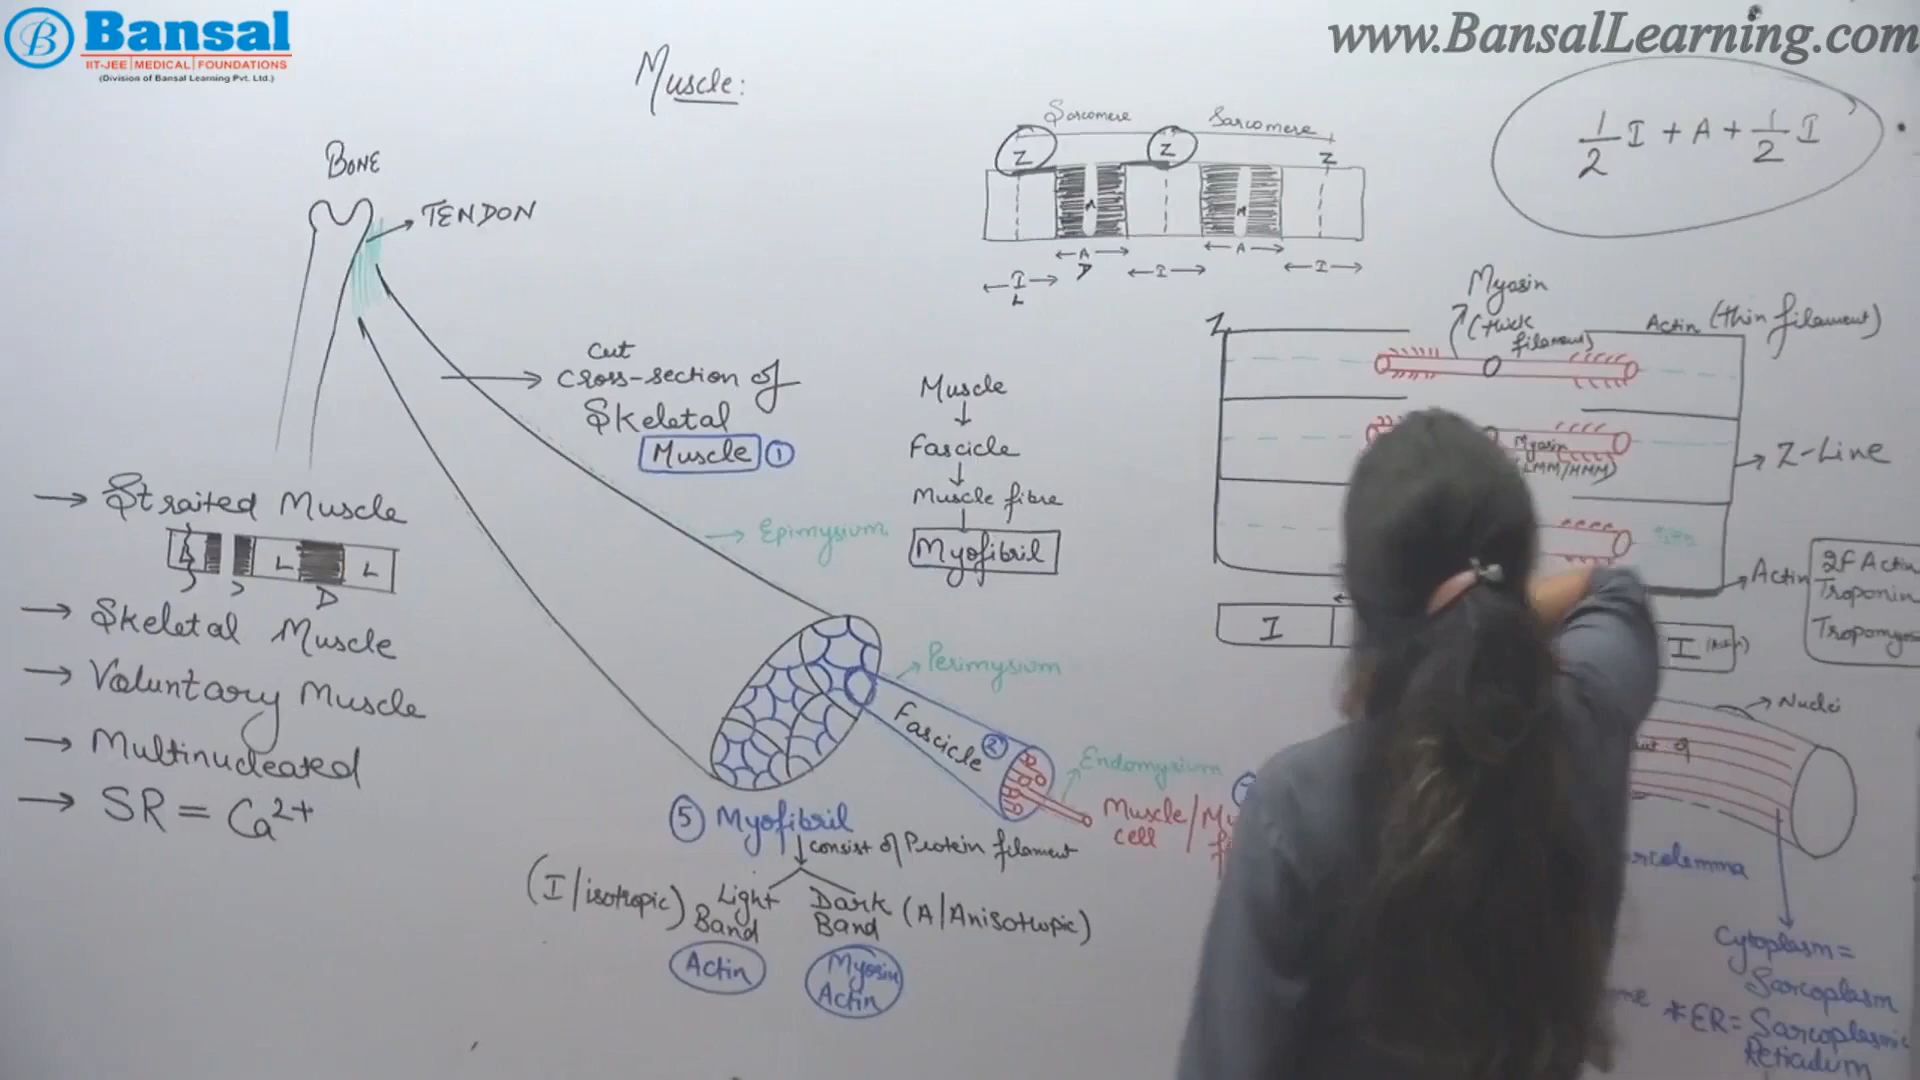 Bansal
IIT-JEE|MEDICAL|FOUNDATIONS
(Division of Bansal Learning Pvt. Ltd.)
www.BansalLearning.com
Muscle:
BONE
TENDON
Cut
Cross-section of
Skeletal
Muscle 1
Epimysium
Straited Muscle
L D L D L
Skeletal Muscle
Voluntary Muscle
Multinucleated
SR = Ca2+
Muscle
Fascicle
Muscle fibre
Myofibril
Perimysium
Fascicle 2
Endomysium
Muscle/
cell
5 Myofibril
consist of Protein filament
(I/isotropic) Light Band
Dark Band (A/Anisotropic)
Actin
Myosin
Actin
Sarcomere Sarcomere
Z Z Z
M M
A I A I
D
I
L
1/2 I + A + 1/2 I
Myosin
(thick
filament)
Actin (thin filament)
Z
Myosin
(LMM/HMM)
Z-Line
Actin
2F Actin
Troponin
I
I
Nuclei
Cytoplasm =
Sarcoplasm
*ER= Sarcoplasmic
Reticulum